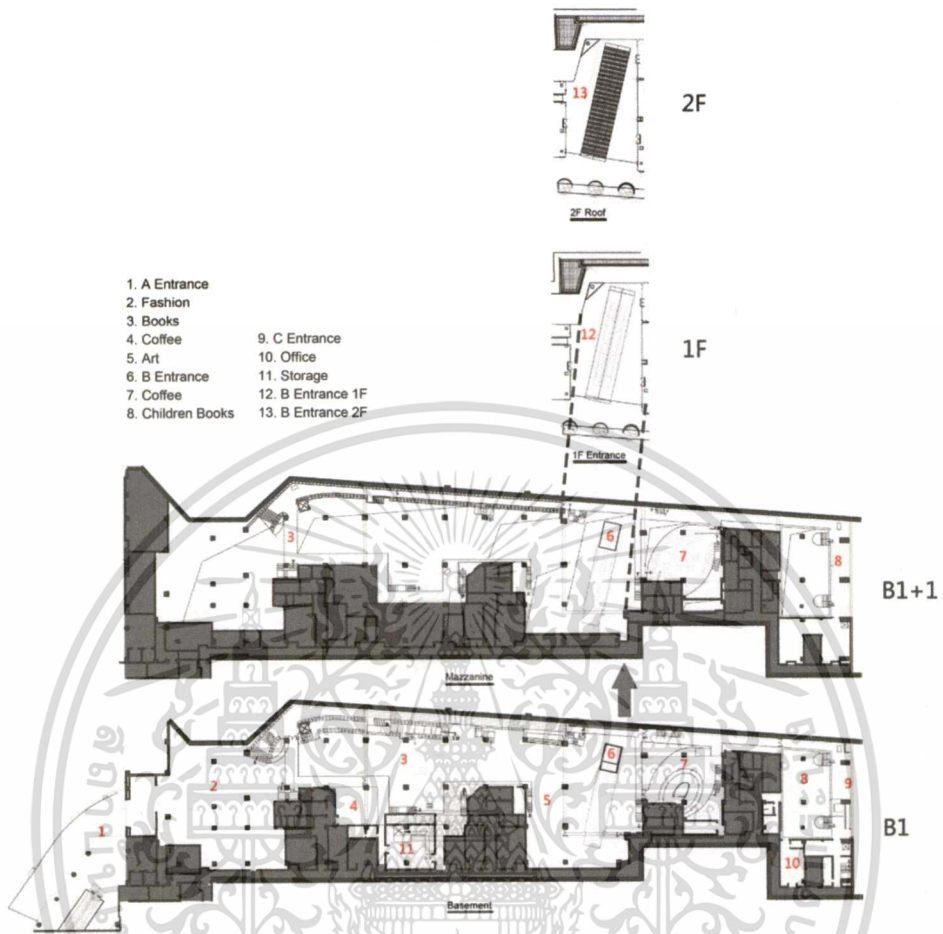 13
2F
2F Roof
1. A Entrance
2. Fashion
3. Books
4. Coffee
5. Art
6. B Entrance
7. Coffee
8. Children Books
9. C Entrance
10. Office
11. Storage
12. B Entrance 1F
13. B Entrance 2F
12
1F
1F Entrance
3
6
7
8
B1+1
Mazzanine
1
2
3
4
11
5
6
7
8
9
10
B1
Basement